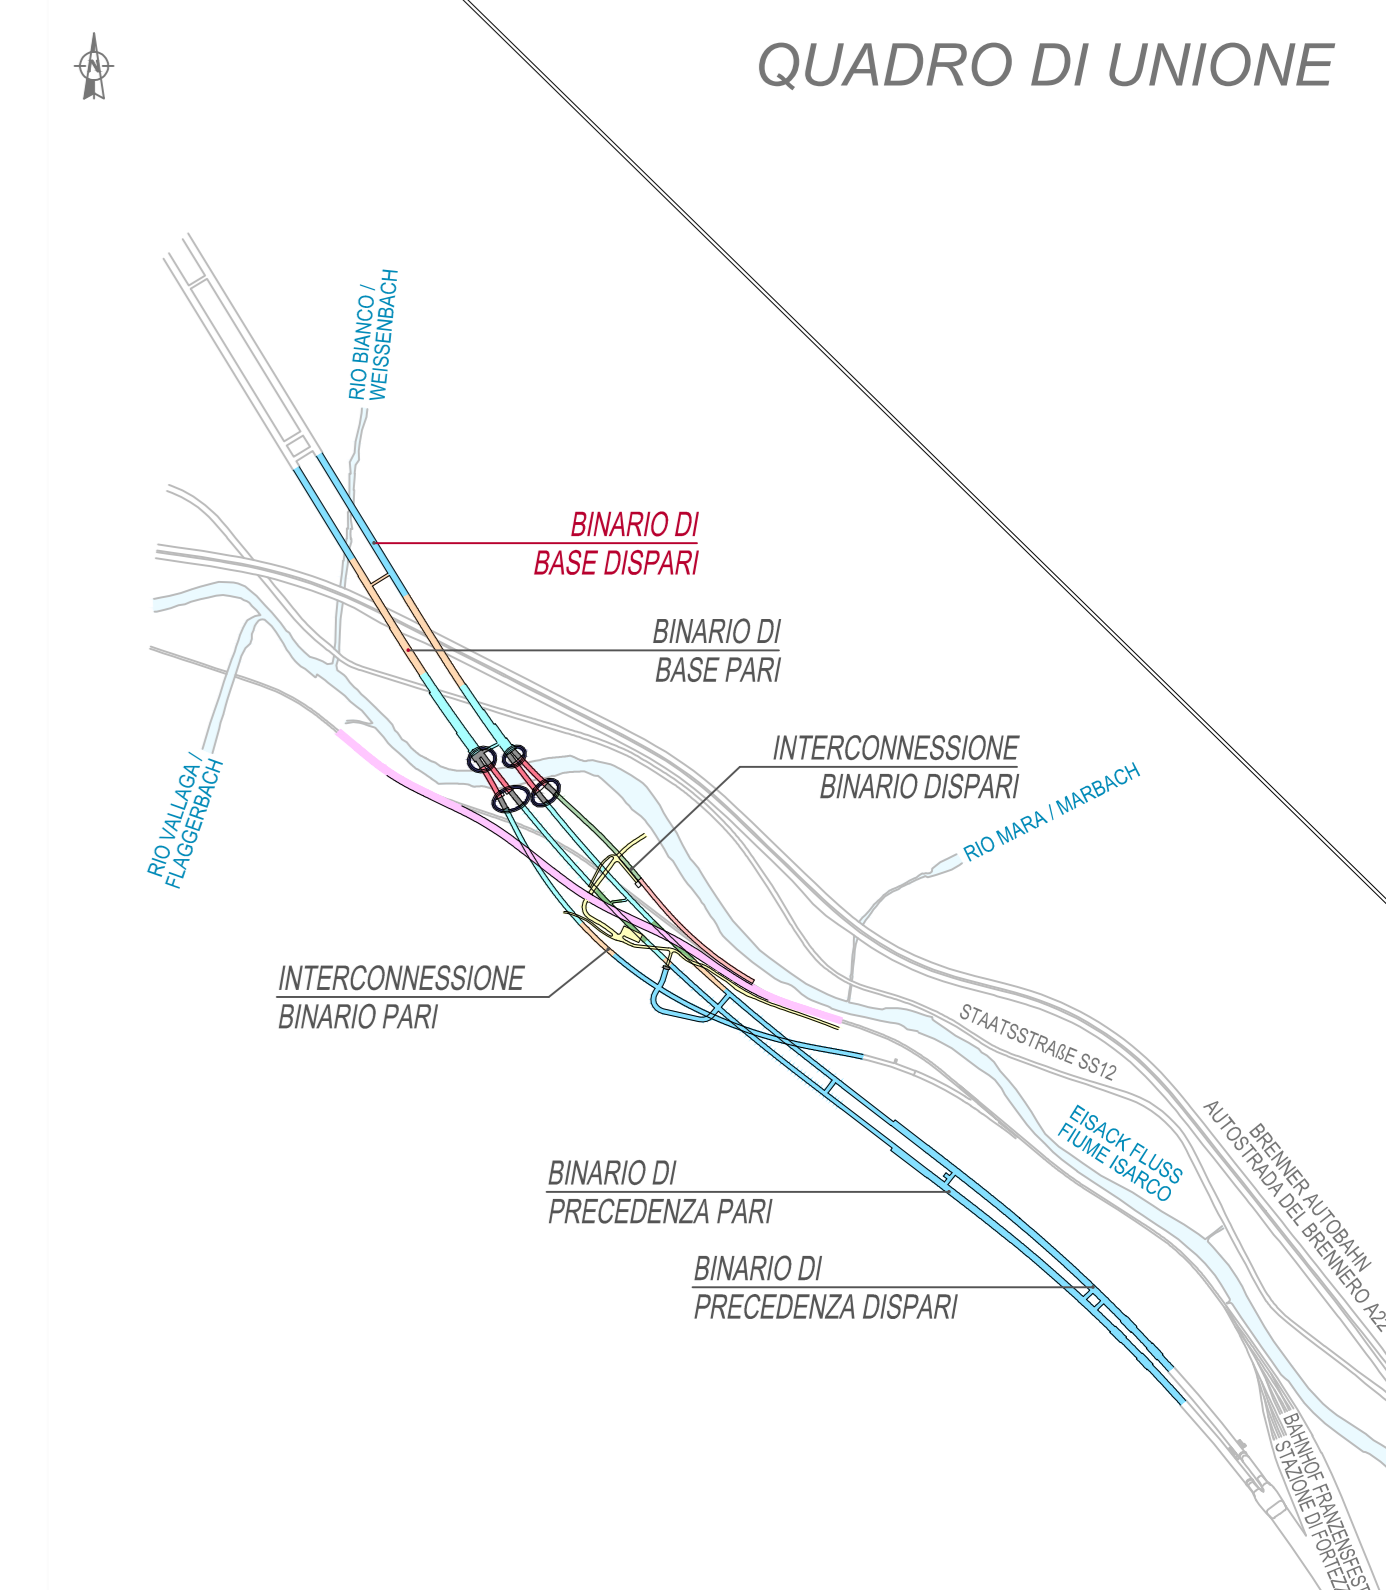 QUADRO DI UNIONE
N
RIO BIANCO /
WEISSENBACH
BINARIO DI
BASE DISPARI
BINARIO DI
BASE PARI
INTERCONNESSIONE
BINARIO DISPARI
RIO VALLAGA /
FLAGGERBACH
RIO MARA / MARBACH
INTERCONNESSIONE
BINARIO PARI
STAATSSTRAßE SS12
EISACK FLUSS
FIUME ISARCO
BRENNER AUTOBAHN
AUTOSTRADA DEL BRENNERO A22
BINARIO DI
PRECEDENZA PARI
BINARIO DI
PRECEDENZA DISPARI
BAHNHOF FRANZENSFEST
STAZIONE DI FORTEZZ